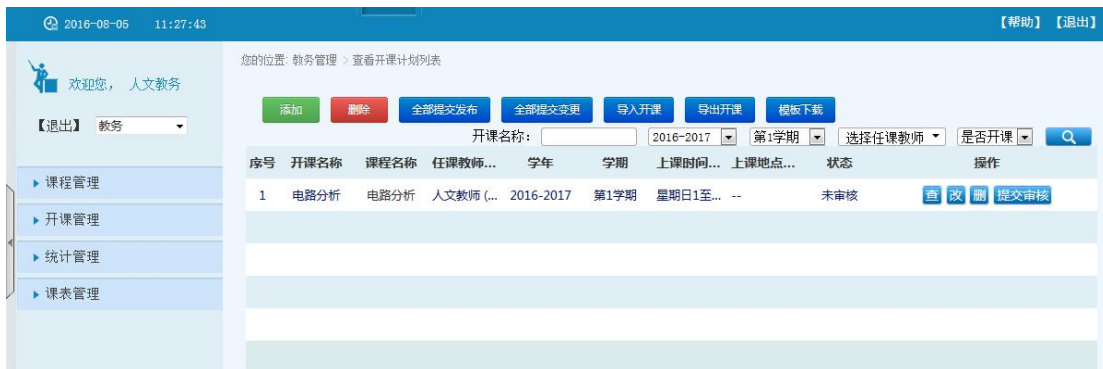 2016-08-05 11:27:43 【帮助】 【退出】
您的位置: 教务管理 > 查看开课计划列表
欢迎您， 人文教务
【退出】 教务
添加 删除 全部提交发布 全部提交变更 导入开课 导出开课 模板下载
开课名称： 2016-2017 第1学期 选择任课教师 是否开课
序号 开课名称 课程名称 任课教师... 学年 学期 上课时间... 上课地点... 状态 操作
1 电路分析 电路分析 人文教师 (... 2016-2017 第1学期 星期日1至... -- 未审核 查 改 删 提交审核
课程管理
开课管理
统计管理
课表管理